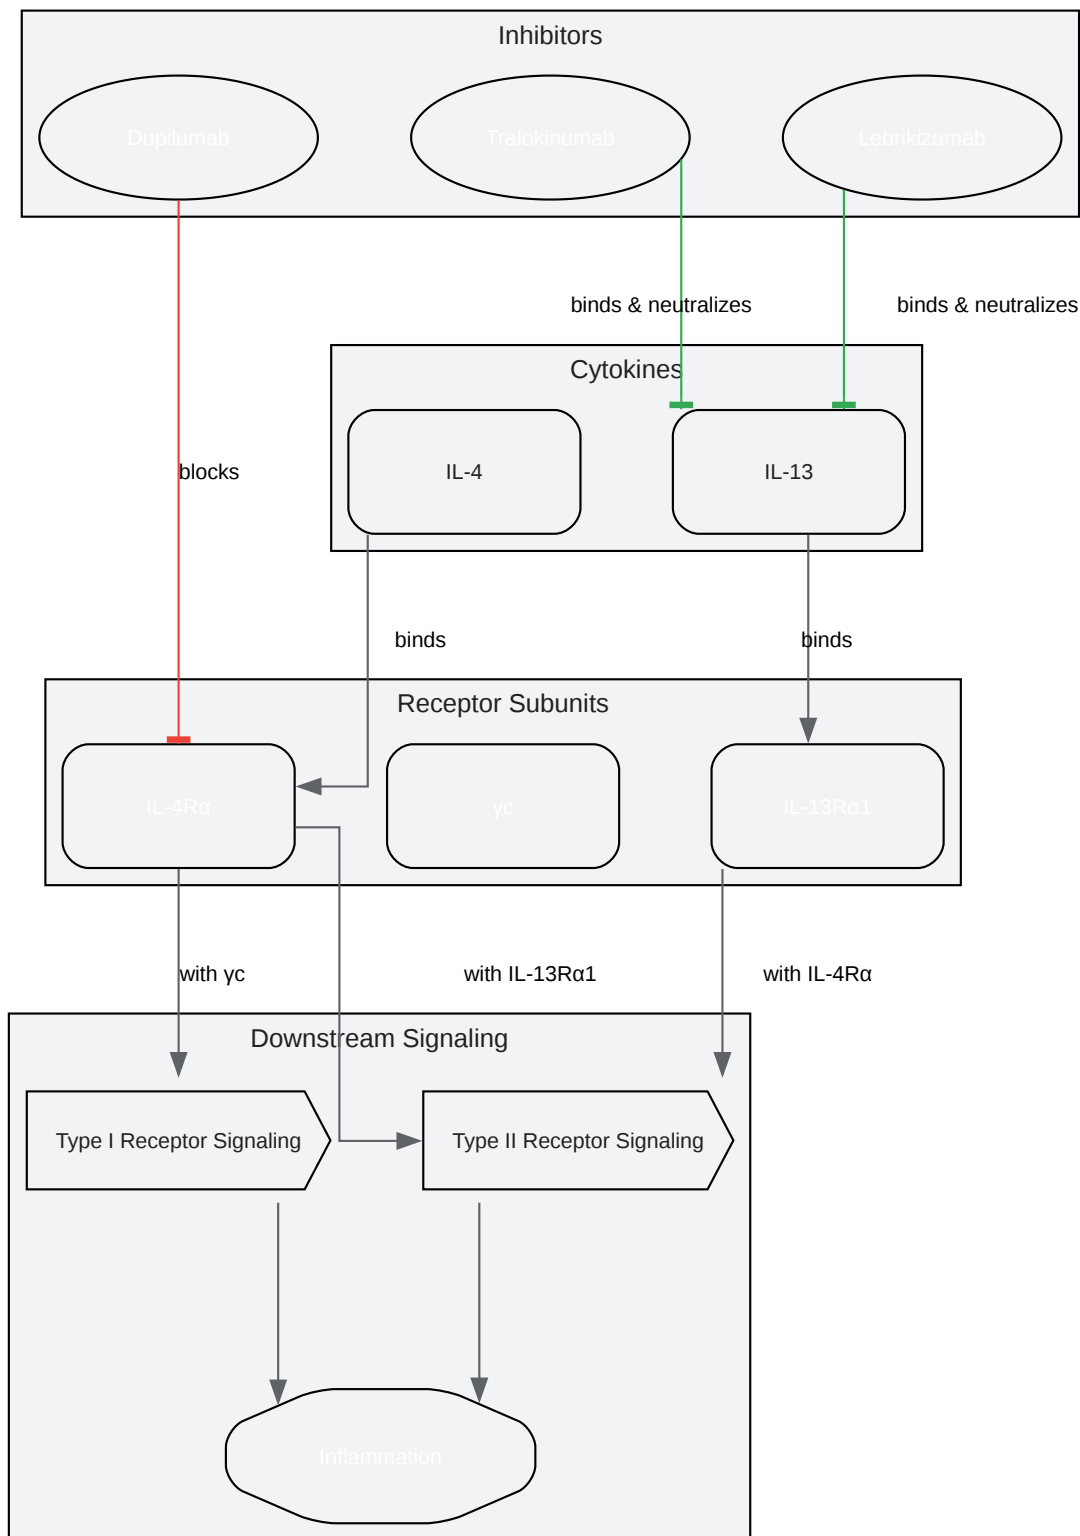 Inhibitors
Dupilumab
Tralokinumab
Lebrikizumab
binds & neutralizes
binds & neutralizes
Cytokines
blocks
IL-4
IL-13
binds
binds
Receptor Subunits
IL-4Rα
γc
IL-13Rα1
with γc
with IL-13Rα1
with IL-4Rα
Downstream Signaling
Type I Receptor Signaling
Type II Receptor Signaling
Inflammation